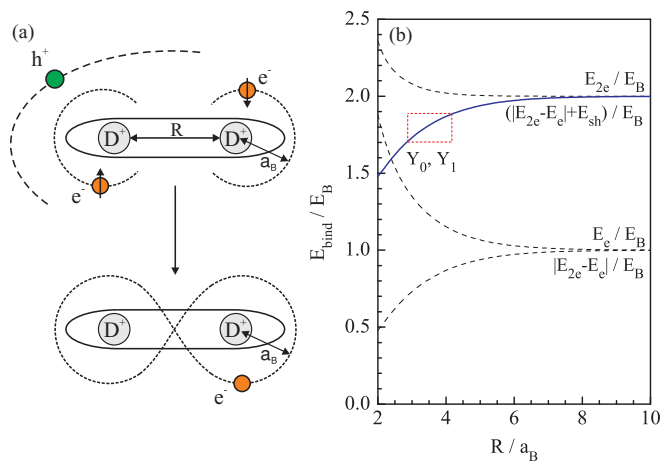 (a)
h+
e-
D+
R
D+
aB
e-
D+
D+
aB
e-
(b)
2.5
2.0
1.5
1.0
0.5
0.0
Ebind / EB
E2e / EB
(|E2e-Ee|+Esh) / EB
Y0, Y1
Ee / EB
|E2e-Ee| / EB
2
4
6
8
10
R / aB